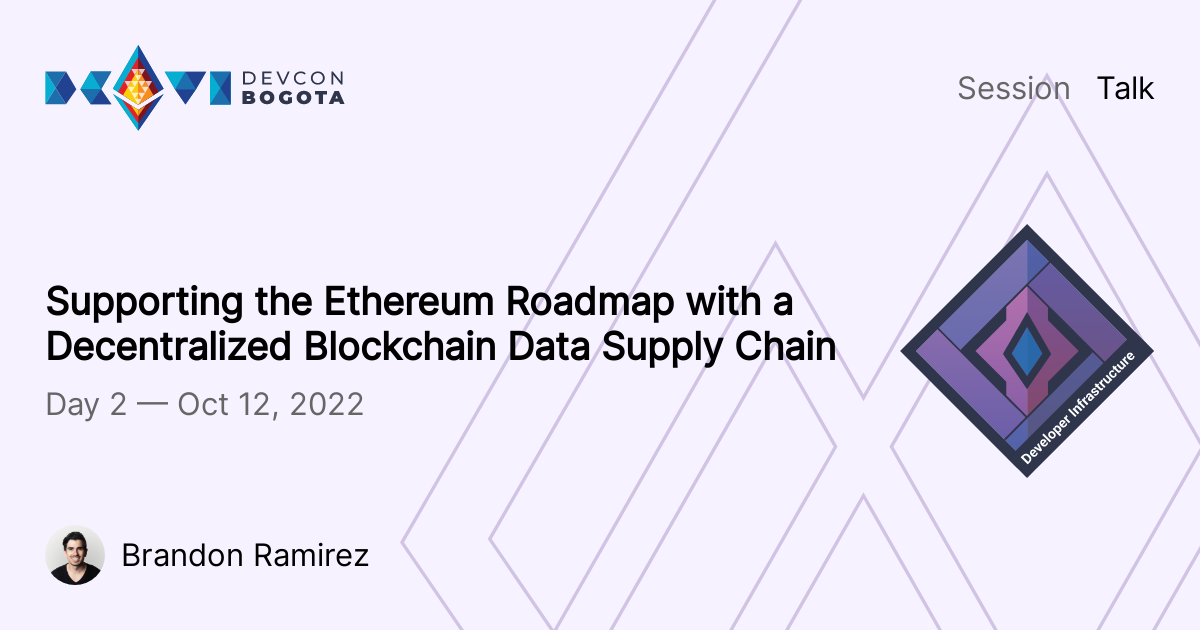 DEVCON
BOGOTA
Session Talk
Supporting the Ethereum Roadmap with a
Decentralized Blockchain Data Supply Chain
Day 2 — Oct 12, 2022
Developer Infrastructure
Brandon Ramirez